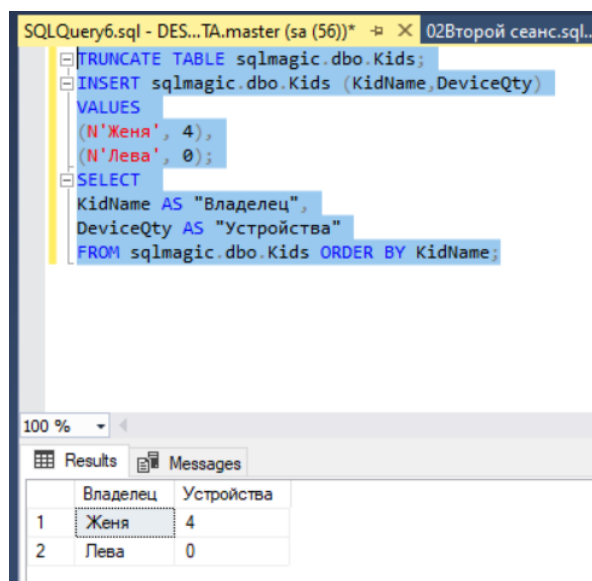 SQLQuery6.sql - DES...TA.master (sa (56))* 02Второй сеанс.sql...
TRUNCATE TABLE sqlmagic.dbo.Kids;
INSERT sqlmagic.dbo.Kids (KidName,DeviceQty)
VALUES
(N'Женя', 4),
(N'Лева', 0);
SELECT
KidName AS "Владелец",
DeviceQty AS "Устройства"
FROM sqlmagic.dbo.Kids ORDER BY KidName;
100 %
Results Messages
Владелец Устройства
1 Женя 4
2 Лева 0